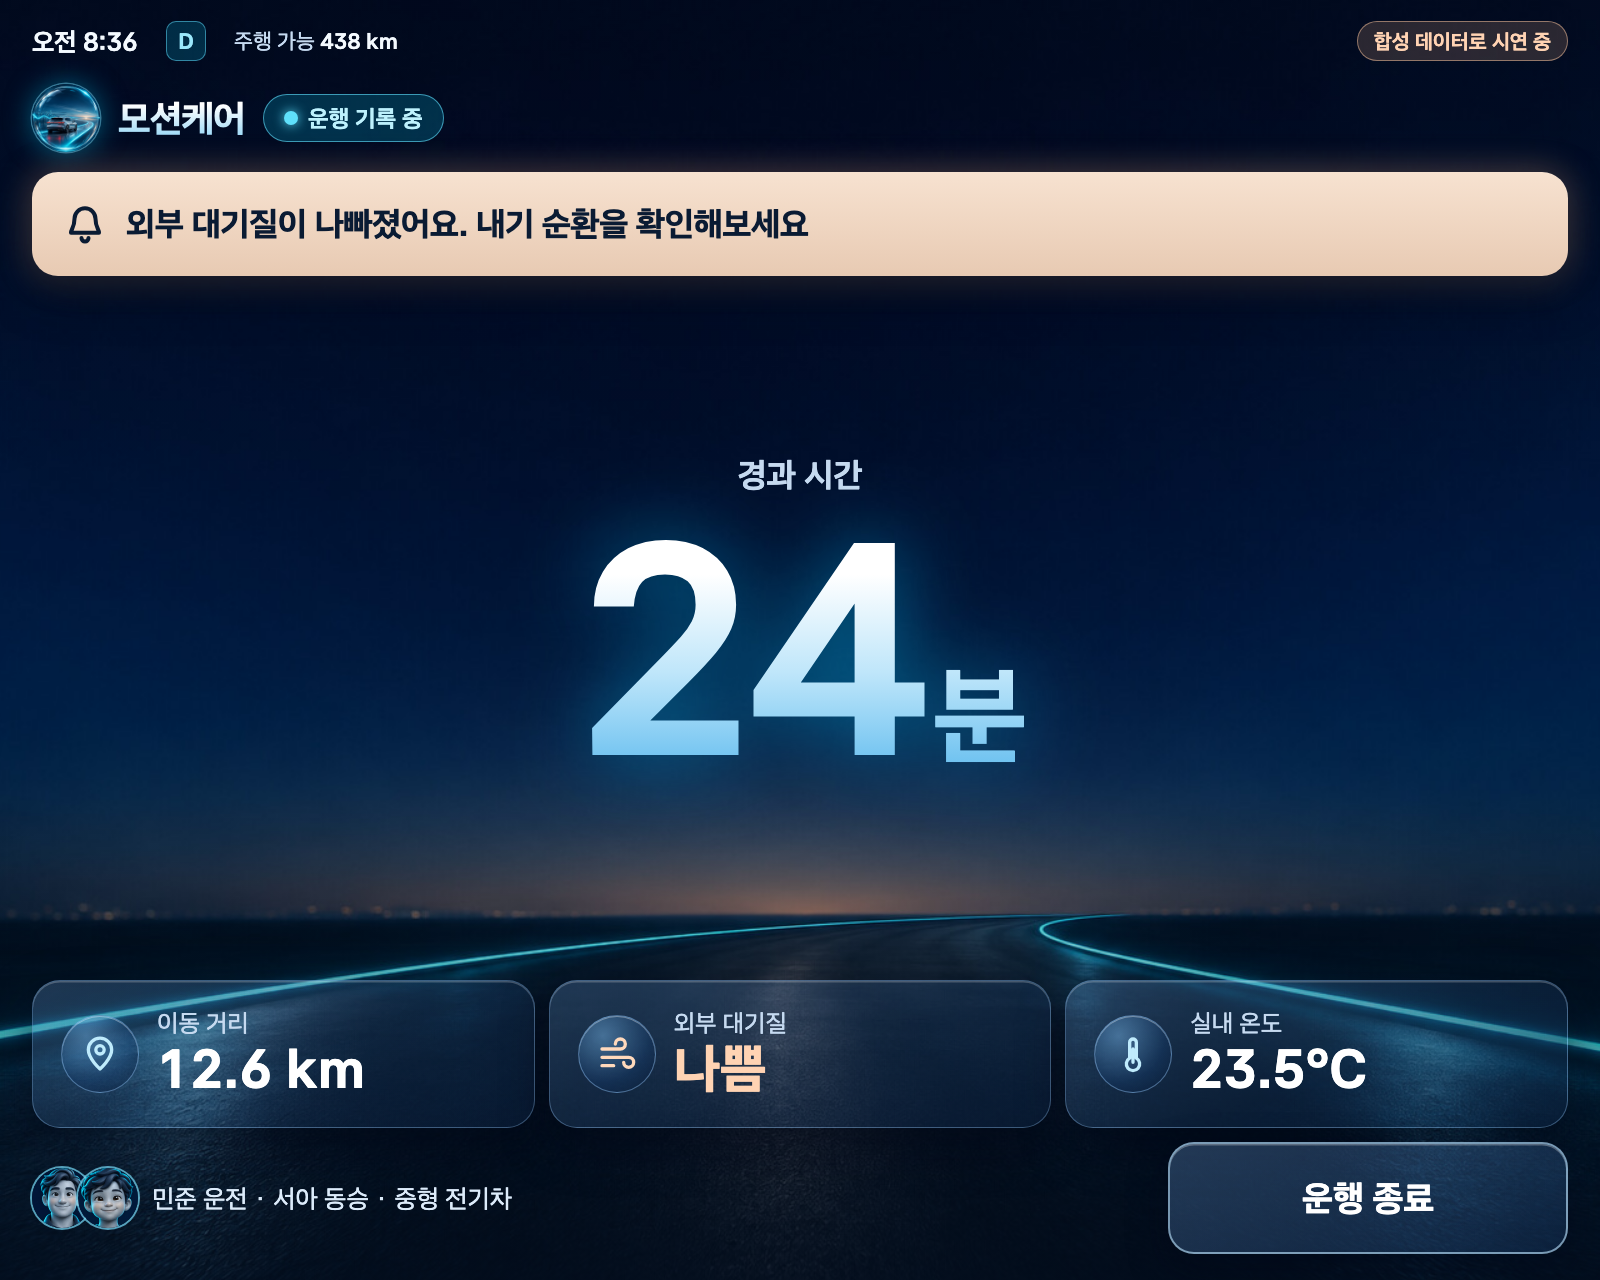 오전 8:36 D 주행 가능 438 km 합성 데이터로 시연 중
모션케어 운행 기록 중
외부 대기질이 나빠졌어요. 내기 순환을 확인해보세요
경과 시간
24분
이동 거리
12.6 km
외부 대기질
나쁨
실내 온도
23.5°C
민준 운전 · 서아 동승 · 중형 전기차
운행 종료